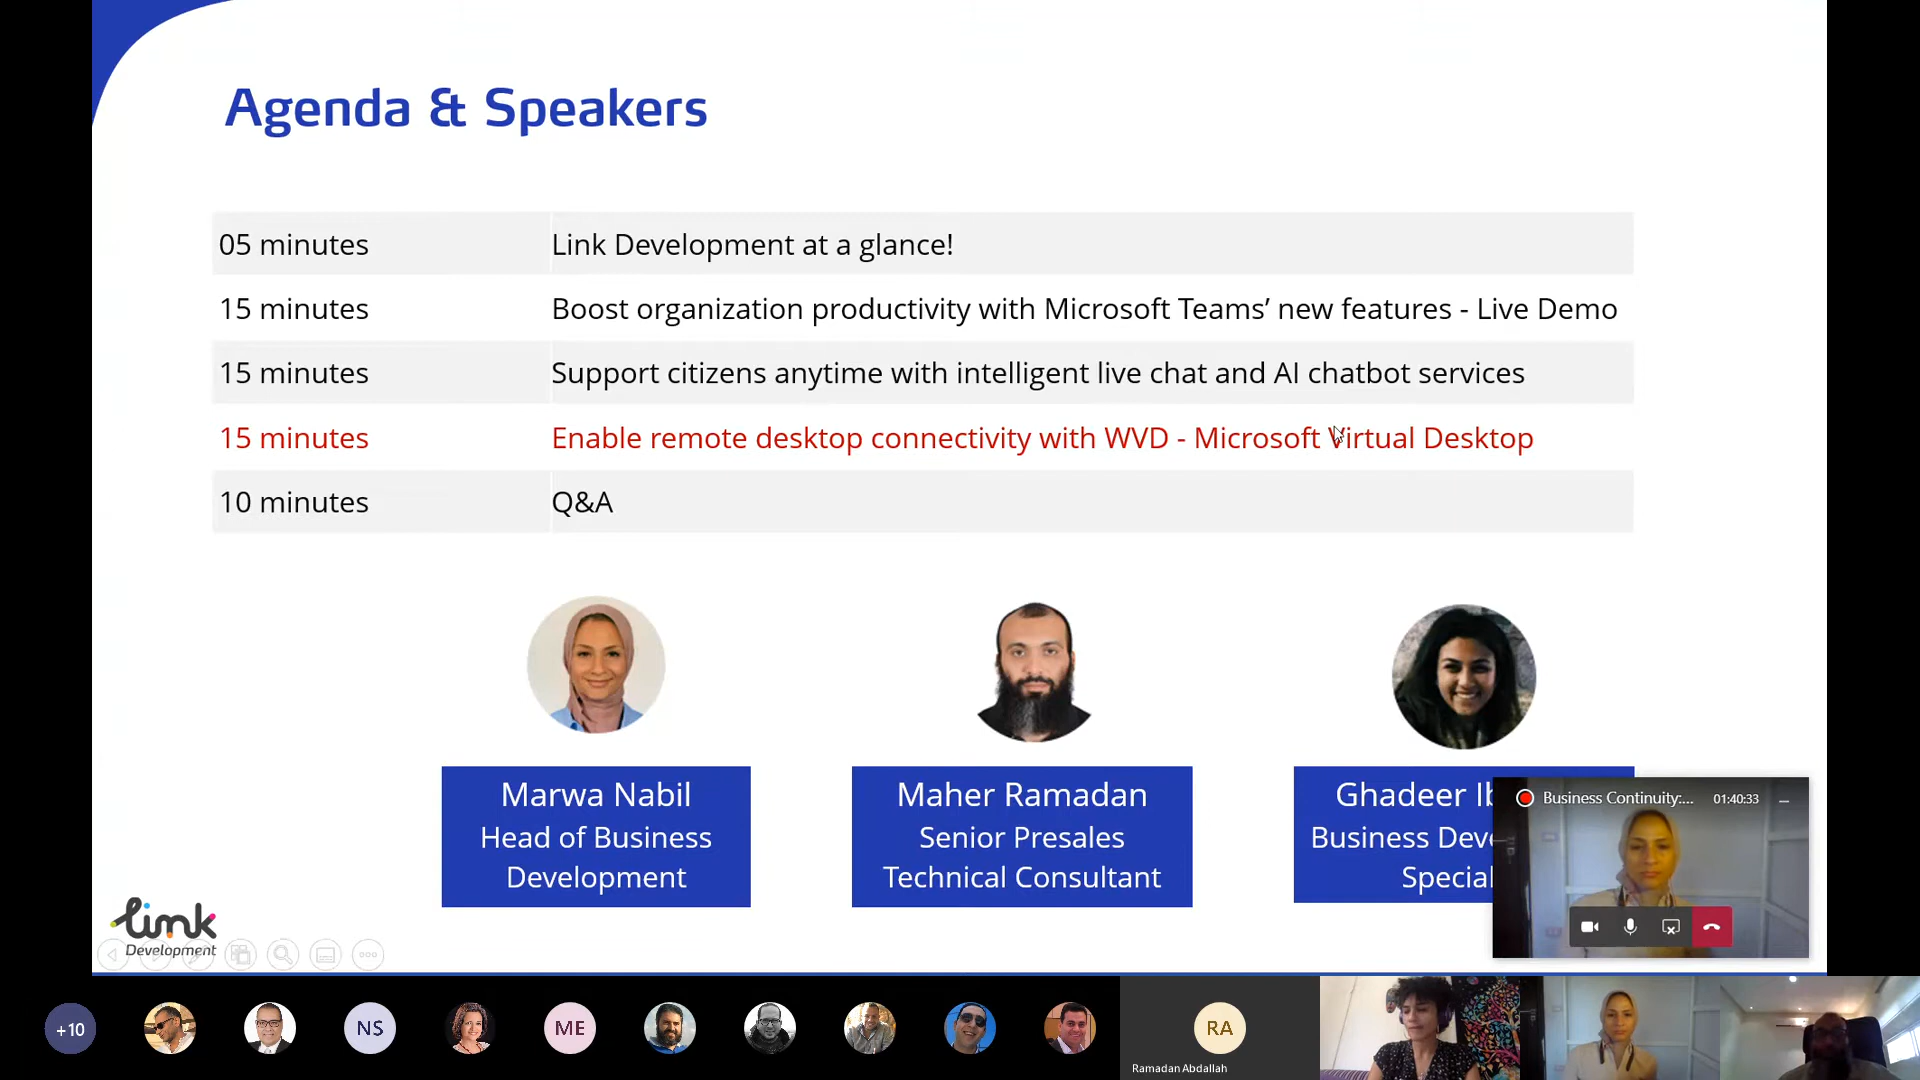 Agenda & Speakers
05 minutes Link Development at a glance!
15 minutes Boost organization productivity with Microsoft Teams’ new features - Live Demo
15 minutes Support citizens anytime with intelligent live chat and AI chatbot services
15 minutes Enable remote desktop connectivity with WVD - Microsoft Virtual Desktop
10 minutes Q&A
Marwa Nabil
Head of Business
Development
Maher Ramadan
Senior Presales
Technical Consultant
Ghadeer
Business
Business Continuity:... 01:40:33
link
Development
+10
NS
ME
RA
Ramadan Abdallah